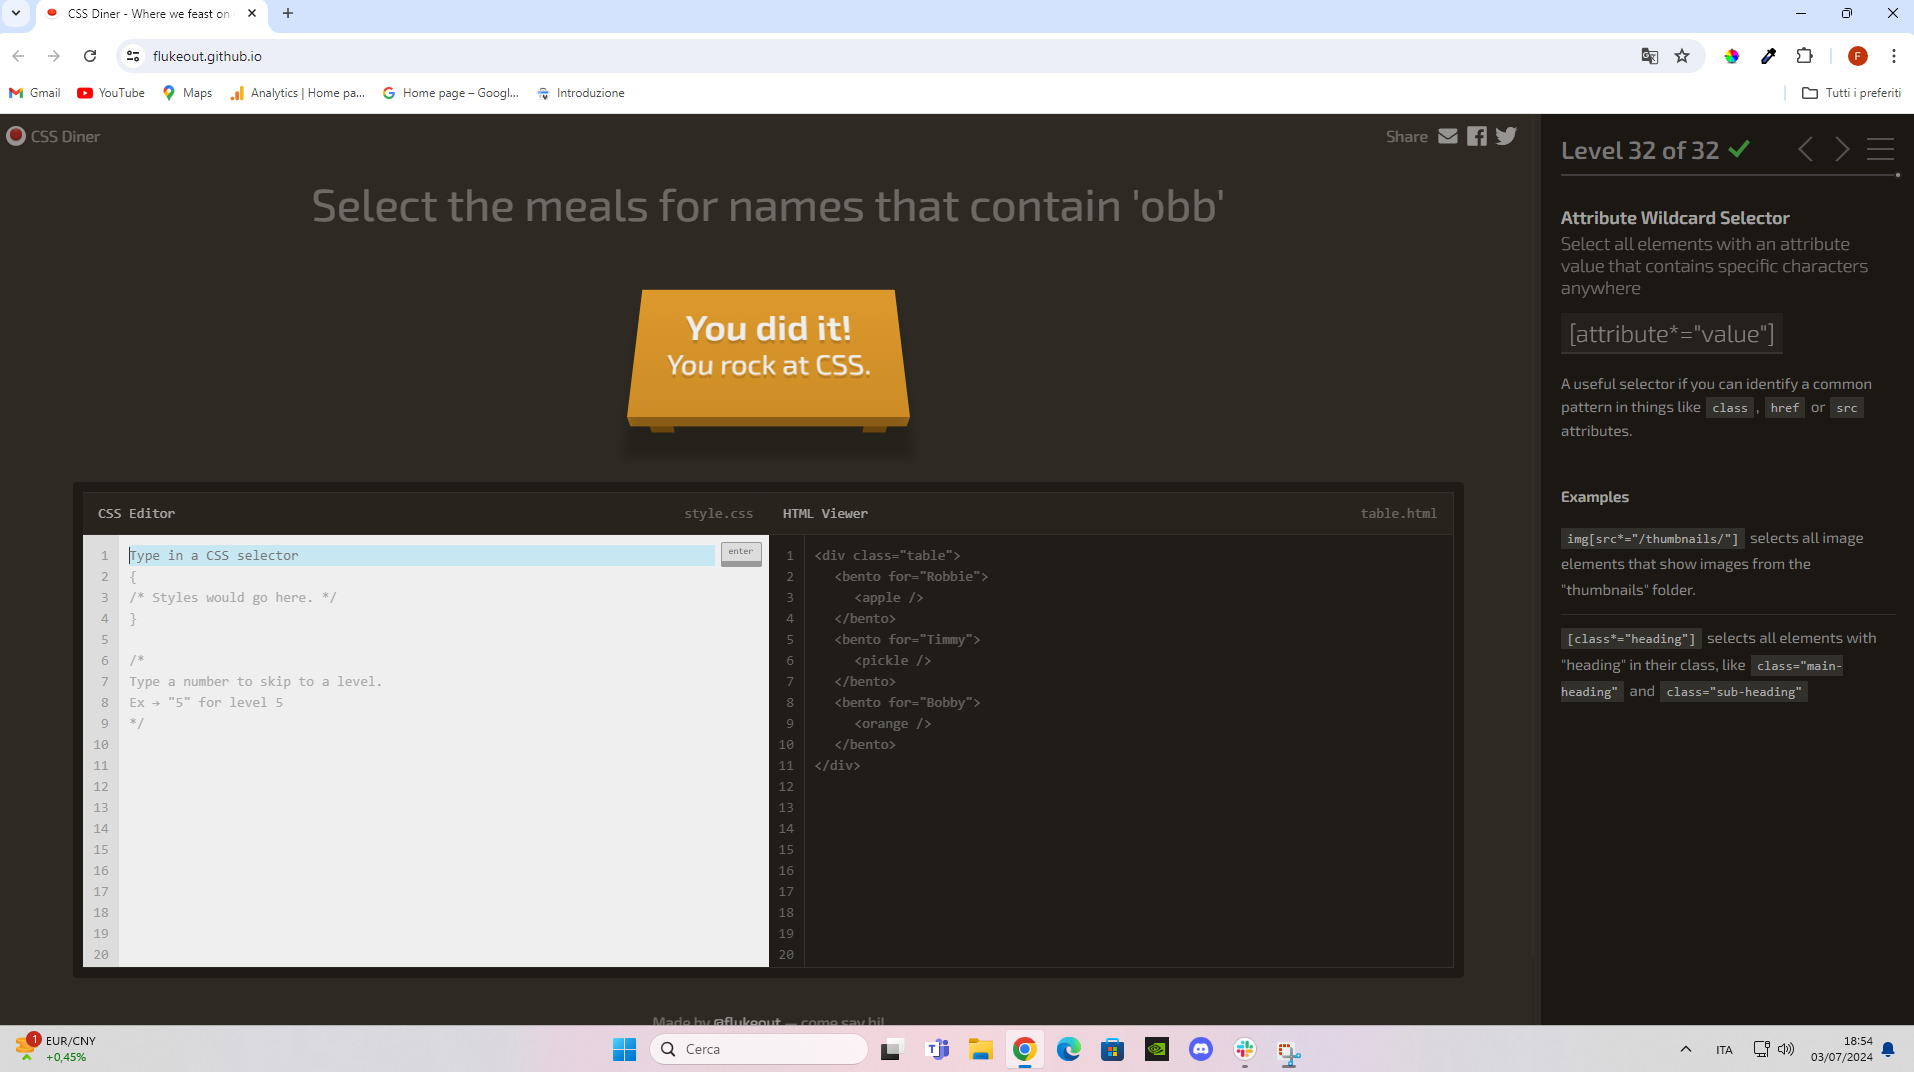 CSS Diner - Where we feast on
flukeout.github.io
F
Gmail
YouTube
Maps
Analytics | Home pa...
Home page – Googl...
Introduzione
Tutti i preferiti
CSS Diner
Share
Select the meals for names that contain 'obb'
You did it!
You rock at CSS.
CSS Editor
style.css
1 Type in a CSS selector
enter
2 {
3 /* Styles would go here. */
4 }
5
6 /*
7 Type a number to skip to a level.
8 Ex → "5" for level 5
9 */
10
11
12
13
14
15
16
17
18
19
20
HTML Viewer
table.html
1 <div class="table">
2 <bento for="Robbie">
3 <apple />
4 </bento>
5 <bento for="Timmy">
6 <pickle />
7 </bento>
8 <bento for="Bobby">
9 <orange />
10 </bento>
11 </div>
12
13
14
15
16
17
18
19
20
Made by @flukeout — come say hi!
Level 32 of 32
Attribute Wildcard Selector
Select all elements with an attribute
value that contains specific characters
anywhere
[attribute*="value"]
A useful selector if you can identify a common
pattern in things like class , href or src
attributes.
Examples
img[src*="/thumbnails/"] selects all image
elements that show images from the
"thumbnails" folder.
[class*="heading"] selects all elements with
"heading" in their class, like class="main-
heading" and class="sub-heading"
1
EUR/CNY
+0,45%
Cerca
ITA
18:54
03/07/2024